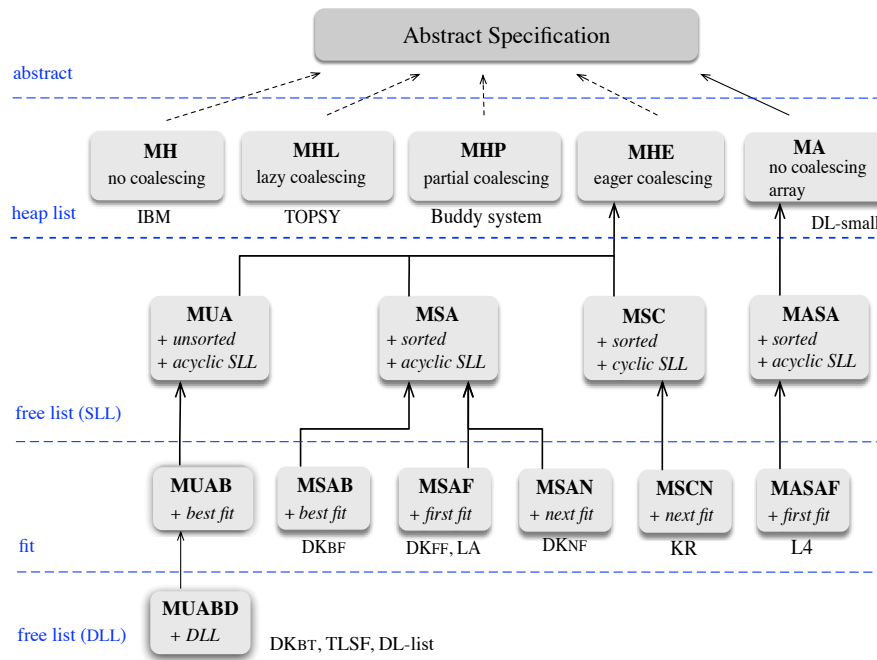 Abstract Specification
abstract
MH
no coalescing
MHL
lazy coalescing
MHP
partial coalescing
MHE
eager coalescing
MA
no coalescing
array
heap list
IBM
TOPSY
Buddy system
DL-small
MUA
+ unsorted
+ acyclic SLL
MSA
+ sorted
+ acyclic SLL
MSC
+ sorted
+ cyclic SLL
MASA
+ sorted
+ acyclic SLL
free list (SLL)
MUAB
+ best fit
MSAB
+ best fit
MSAF
+ first fit
MSAN
+ next fit
MSCN
+ next fit
MASAF
+ first fit
fit
DKBF
DKFF, LA
DKNF
KR
L4
MUABD
+ DLL
free list (DLL)
DKBT, TLSF, DL-list